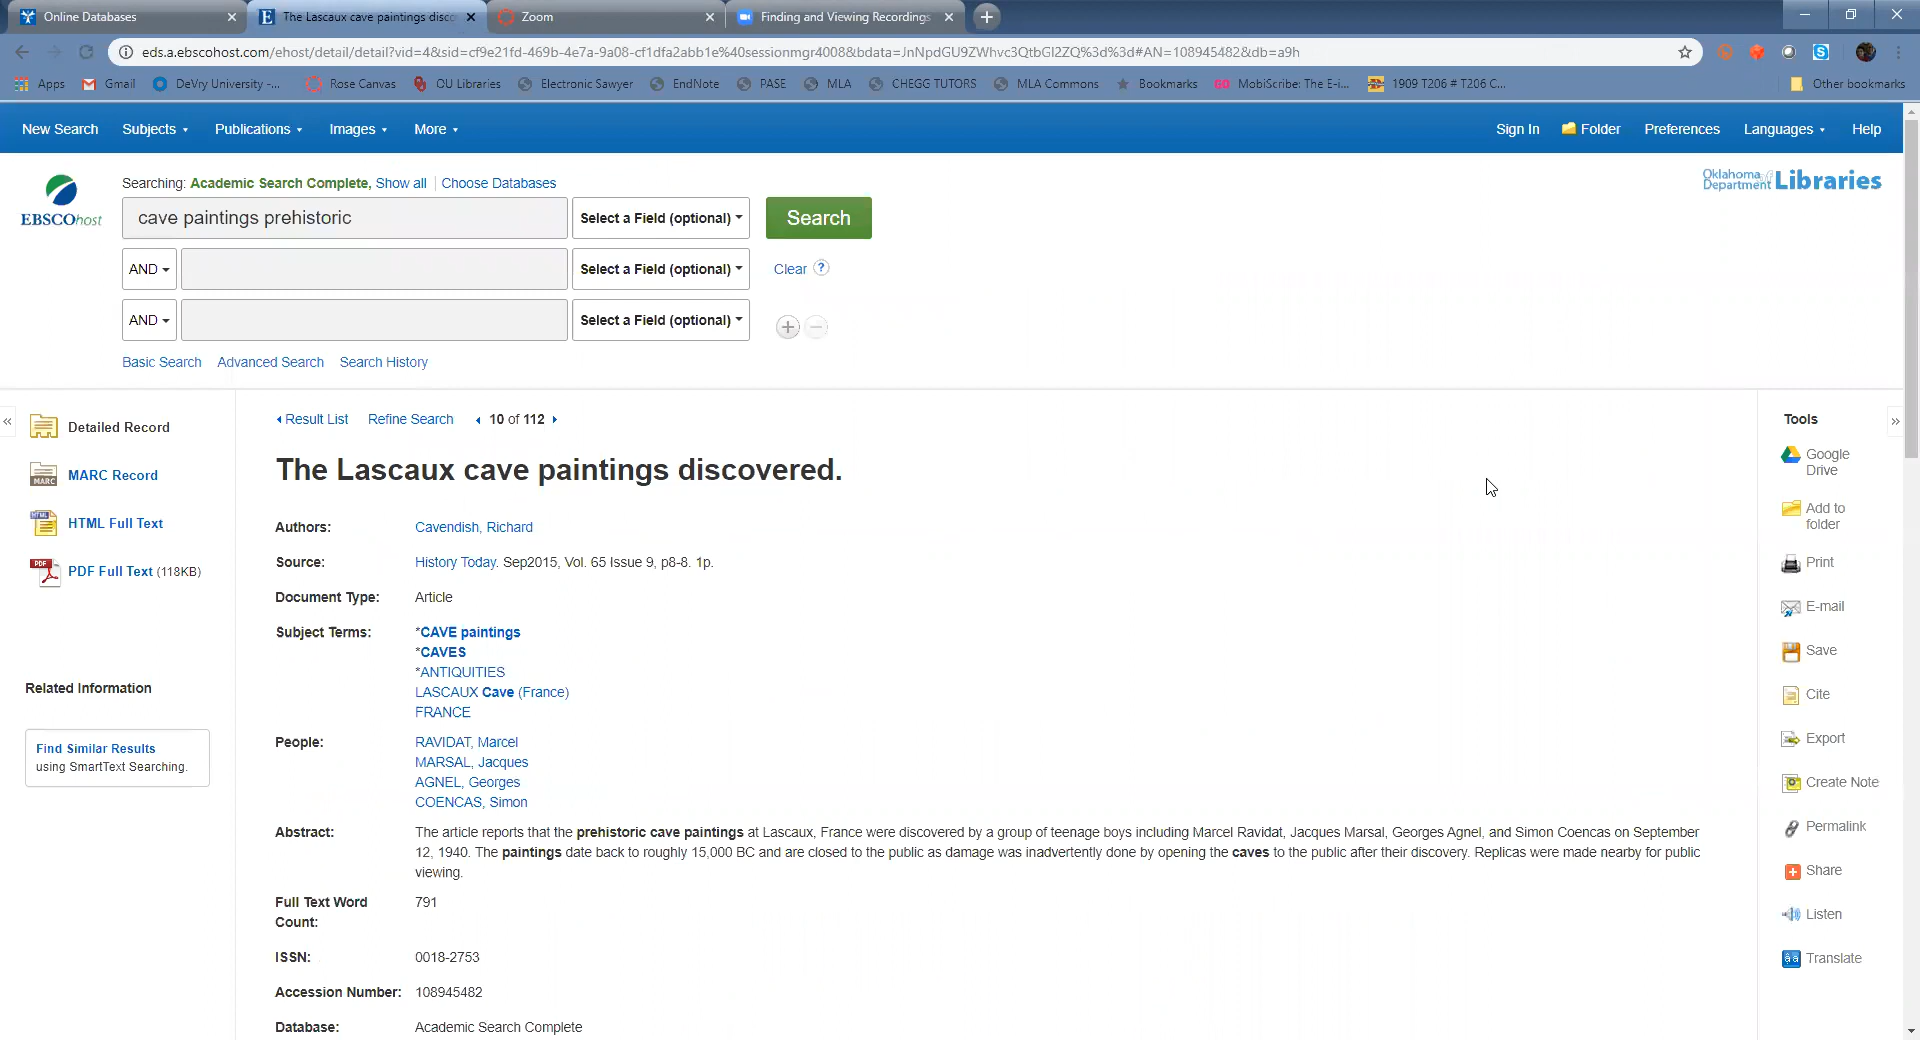 Online Databases
The Lascaux cave paintings disco
Zoom
Finding and Viewing Recordings
eds.a.ebscohost.com/ehost/detail/detail?vid=4&sid=cf9e21fd-469b-4e7a-9a08-cf1dfa2abb1e%40sessionmgr4008&bdata=JnNpdGU9ZWhvc3QtbGl2ZQ%3d%3d#AN=108945482&db=a9h
Apps Gmail DeVry University -... Rose Canvas OU Libraries Electronic Sawyer EndNote PASE MLA CHEGG TUTORS MLA Commons Bookmarks MobiScribe: The E-i... 1909 T206 # T206 C... Other bookmarks
New Search Subjects Publications Images More Sign In Folder Preferences Languages Help
Searching: Academic Search Complete, Show all Choose Databases
Oklahoma Department of Libraries
EBSCOhost
cave paintings prehistoric Select a Field (optional) Search
AND Select a Field (optional) Clear ?
AND Select a Field (optional)
Basic Search Advanced Search Search History
Detailed Record
MARC
MARC Record
HTML
HTML Full Text
PDF
PDF Full Text (118KB)
Related Information
Find Similar Results
using SmartText Searching.
Result List Refine Search 10 of 112
The Lascaux cave paintings discovered.
Authors: Cavendish, Richard
Source: History Today. Sep2015, Vol. 65 Issue 9, p8-8. 1p.
Document Type: Article
Subject Terms: *CAVE paintings
*CAVES
*ANTIQUITIES
LASCAUX Cave (France)
FRANCE
People: RAVIDAT, Marcel
MARSAL, Jacques
AGNEL, Georges
COENCAS, Simon
Abstract: The article reports that the prehistoric cave paintings at Lascaux, France were discovered by a group of teenage boys including Marcel Ravidat, Jacques Marsal, Georges Agnel, and Simon Coencas on September
12, 1940. The paintings date back to roughly 15,000 BC and are closed to the public as damage was inadvertently done by opening the caves to the public after their discovery. Replicas were made nearby for public
viewing.
Full Text Word 791
Count:
ISSN: 0018-2753
Accession Number: 108945482
Database: Academic Search Complete
Tools
Google
Drive
Add to
folder
Print
E-mail
Save
Cite
Export
Create Note
Permalink
Share
Listen
Translate